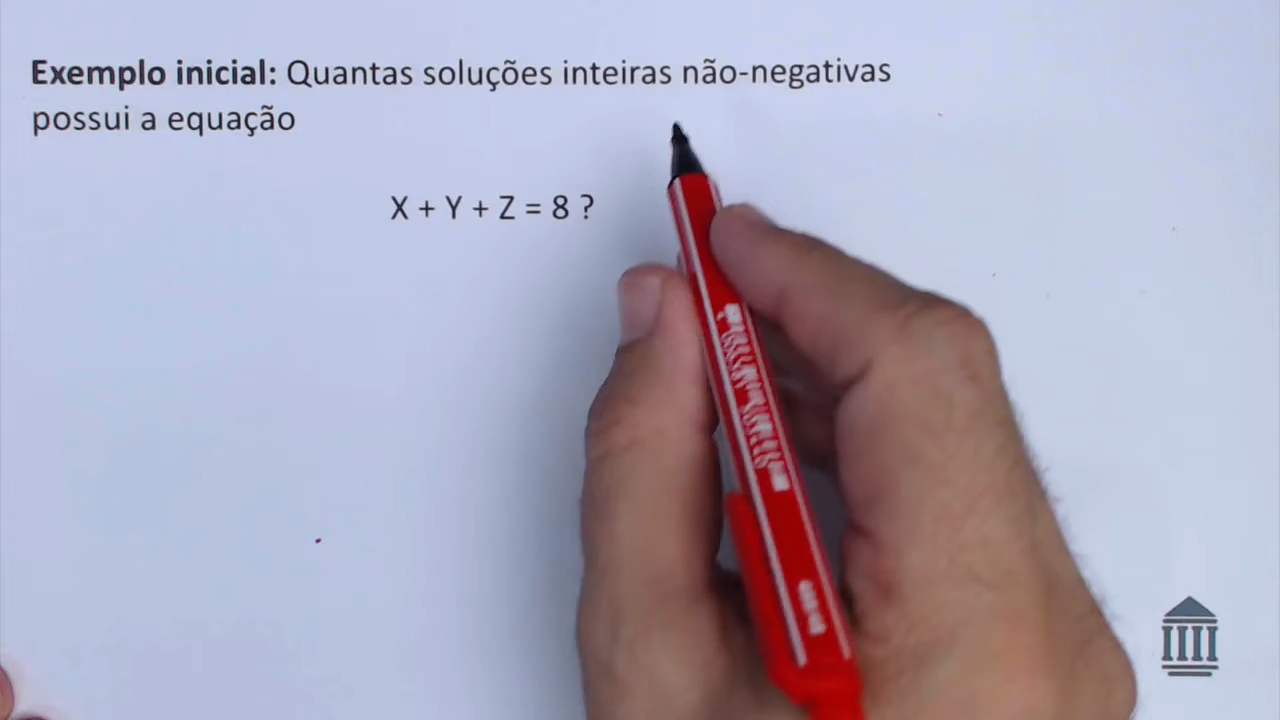 Exemplo inicial: Quantas soluções inteiras não-negativas
possui a equação
X + Y + Z = 8 ?